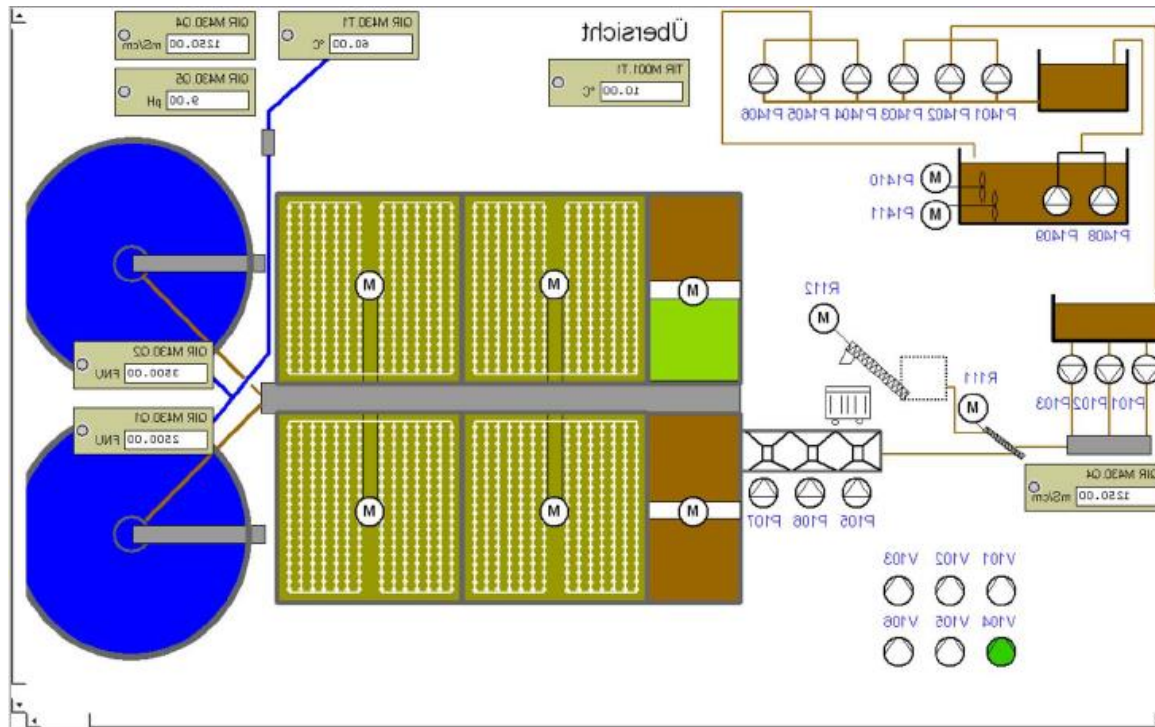 Übersicht
QIR M430.T1
60.00 °C
QIR M430.Q4
1250.00 mS/cm
TIR M001.T1
10.00 °C
QIR M430.Q5
9.00 pH
P1401 P1402 P1403 P1404 P1405 P1406
M P1410
M P1411
P1408 P1409
R112
M
R111
M
P101 P102 P103
M M M
QIR M430.Q2
3500.00 FNU
QIR M430.Q1
2500.00 FNU
QIR M430.Q4
1250.00 mS/cm
M M M
P105 P106 P107
V101 V102 V103
V104 V105 V106